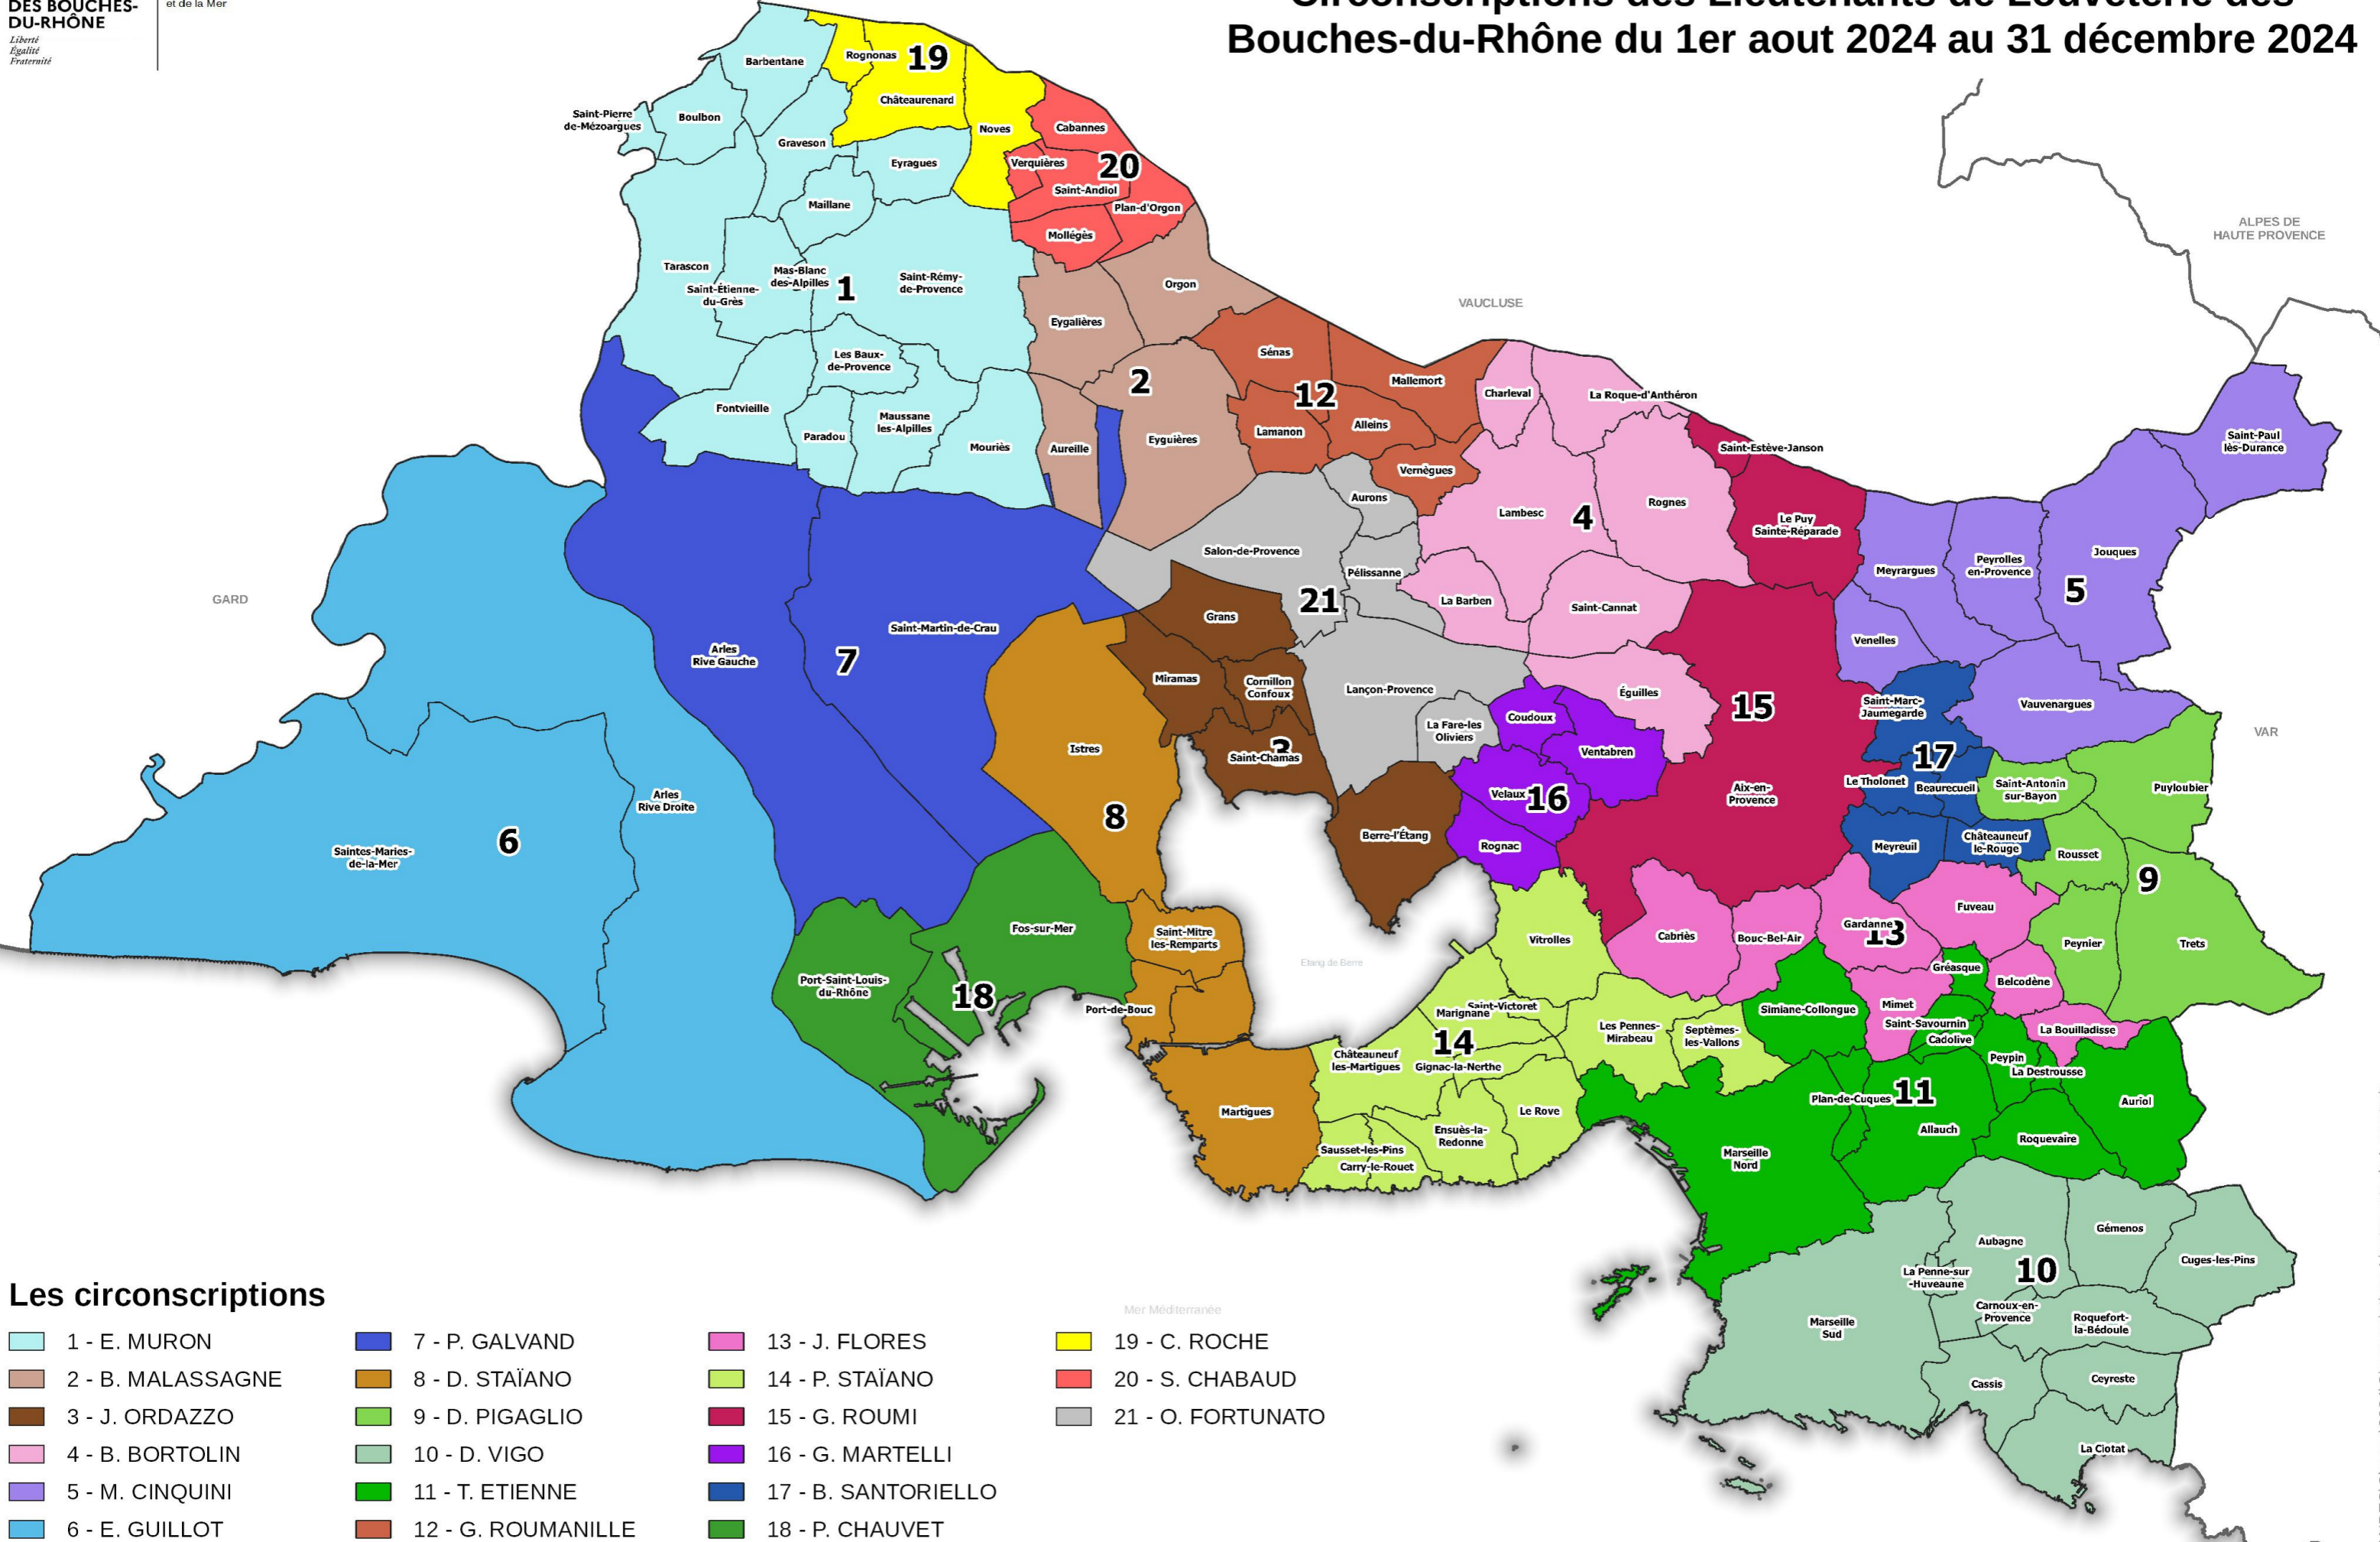 DES BOUCHES-
DU-RHÔNE
Liberté
Égalité
Fraternité
et de la Mer
Circonscriptions des Lieutenants de Louveterie des
Bouches-du-Rhône du 1er aout 2024 au 31 décembre 2024
Barbentane
Rognonas
19
Châteaurenard
Saint-Pierre
de-Mézoargues
Boulbon
Graveson
Eyragues
Noves
Cabannes
Verquières
20
Saint-Andiol
Plan-d'Orgon
Mollégès
Maillane
Tarascon
Saint-Étienne-
du-Grès
Mas-Blanc
des-Alpilles
1
Saint-Rémy-
de-Provence
Orgon
Eygalières
ALPES DE
HAUTE PROVENCE
VAUCLUSE
Les Baux-
de-Provence
2
Sénas
12
Mallemort
Charleval
La Roque-d'Anthéron
Fontvieille
Paradou
Maussane
les-Alpilles
Mouriès
Aureille
Eyguières
Lamanon
Alleins
Vernègues
Saint-Estève-Janson
Saint-Paul
lès-Durance
Aurons
Lambesc
4
Rognes
Le Puy
Sainte-Réparade
Salon-de-Provence
Pélissanne
Meyrargues
Peyrolles
en-Provence
Jouques
5
GARD
21
La Barben
Saint-Cannat
Grans
Saint-Martin-de-Crau
Arles
Rive Gauche
7
Venelles
Miramas
Cornillon
Confoux
Lançon-Provence
Éguilles
15
Saint-Marc-
Jaumegarde
Vauvenargues
La Fare-les
Oliviers
Coudoux
Ventabren
VAR
Istres
3
Saint-Chamas
17
Le Tholonet
Beaurecueil
Saint-Antonin
sur-Bayon
Puyloubier
Arles
Rive Droite
8
Velaux
16
Aix-en-
Provence
6
Saintes-Maries-
de-la-Mer
Berre-l'Étang
Rognac
Meyreuil
Châteauneuf
le-Rouge
Rousset
9
Fuveau
Fos-sur-Mer
Saint-Mitre
les-Remparts
Vitrolles
Cabriès
Bouc-Bel-Air
Gardanne
13
Peynier
Trets
Etang de Berre
Port-Saint-Louis-
du-Rhône
18
Port-de-Bouc
Gréasque
Belcodène
Saint-Victoret
Marignane
Simiane-Collongue
Mimet
Saint-Savournin
Cadolive
La Bouilladisse
Les Pennes-
Mirabeau
Septèmes-
les-Vallons
14
Châteauneuf
les-Martigues
Gignac-la-Nerthe
Peypin
La Destrousse
Martigues
Le Rove
Plan-de-Cuques
11
Auriol
Ensuès-la-
Redonne
Allauch
Roquevaire
Sausset-les-Pins
Carry-le-Rouet
Marseille
Nord
Gémenos
Aubagne
Cuges-les-Pins
La Penne-sur
-Huveaune
10
Carnoux-en-
Provence
Roquefort-
la-Bédoule
Marseille
Sud
Mer Méditerranée
Cassis
Ceyreste
La Ciotat
Les circonscriptions
1 - E. MURON
2 - B. MALASSAGNE
3 - J. ORDAZZO
4 - B. BORTOLIN
5 - M. CINQUINI
6 - E. GUILLOT
7 - P. GALVAND
8 - D. STAÏANO
9 - D. PIGAGLIO
10 - D. VIGO
11 - T. ETIENNE
12 - G. ROUMANILLE
13 - J. FLORES
14 - P. STAÏANO
15 - G. ROUMI
16 - G. MARTELLI
17 - B. SANTORIELLO
18 - P. CHAUVET
19 - C. ROCHE
20 - S. CHABAUD
21 - O. FORTUNATO